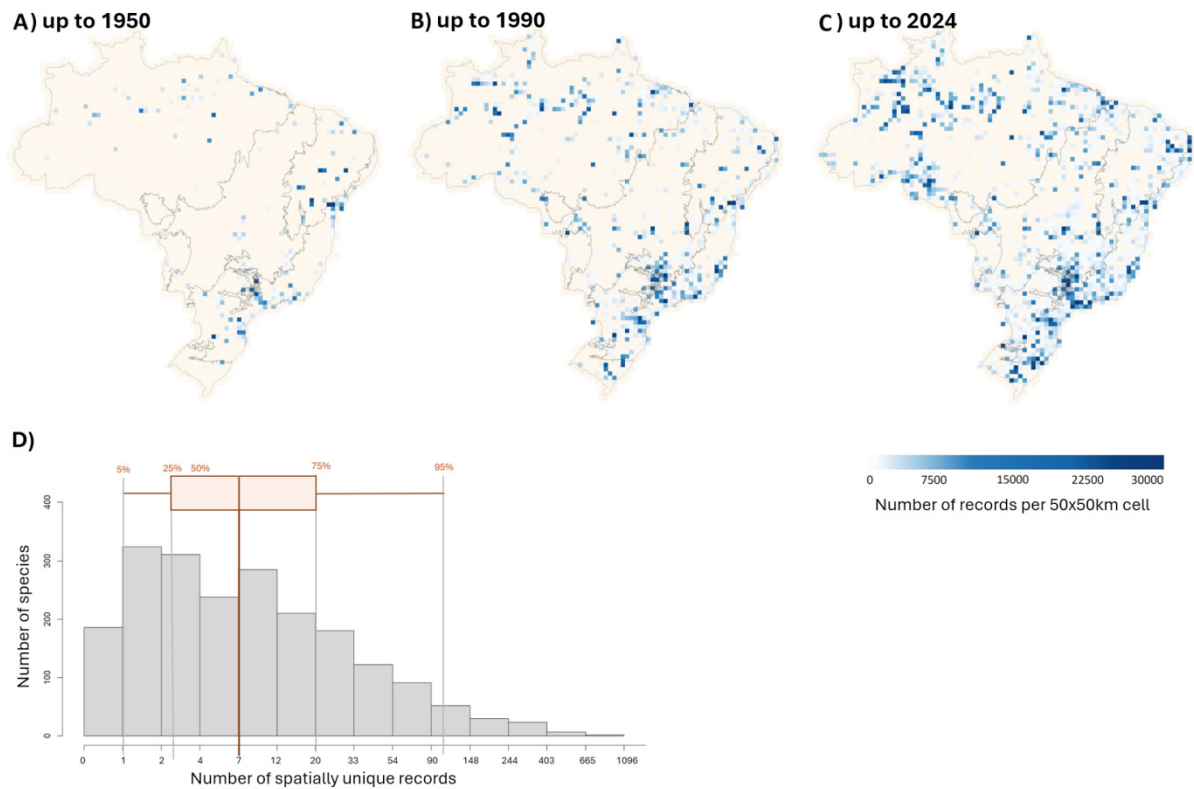 A) up to 1950
B) up to 1990
C) up to 2024
D)
5% 25% 50% 75% 95%
400
300
200
100
0
Number of species
0 1 2 4 7 12 20 33 54 90 148 244 403 665 1096
Number of spatially unique records
0 7500 15000 22500 30000
Number of records per 50x50km cell